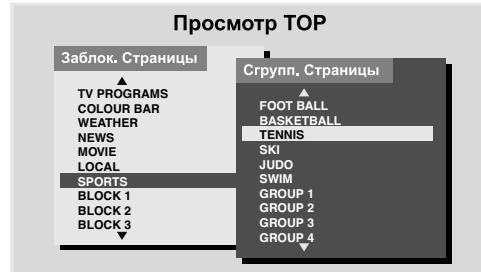 Просмотр TOP
Заблок. Страницы
TV PROGRAMS
COLOUR BAR
WEATHER
NEWS
MOVIE
LOCAL
SPORTS
BLOCK 1
BLOCK 2
BLOCK 3
Сгрупп. Страницы
FOOT BALL
BASKETBALL
TENNIS
SKI
JUDO
SWIM
GROUP 1
GROUP 2
GROUP 3
GROUP 4